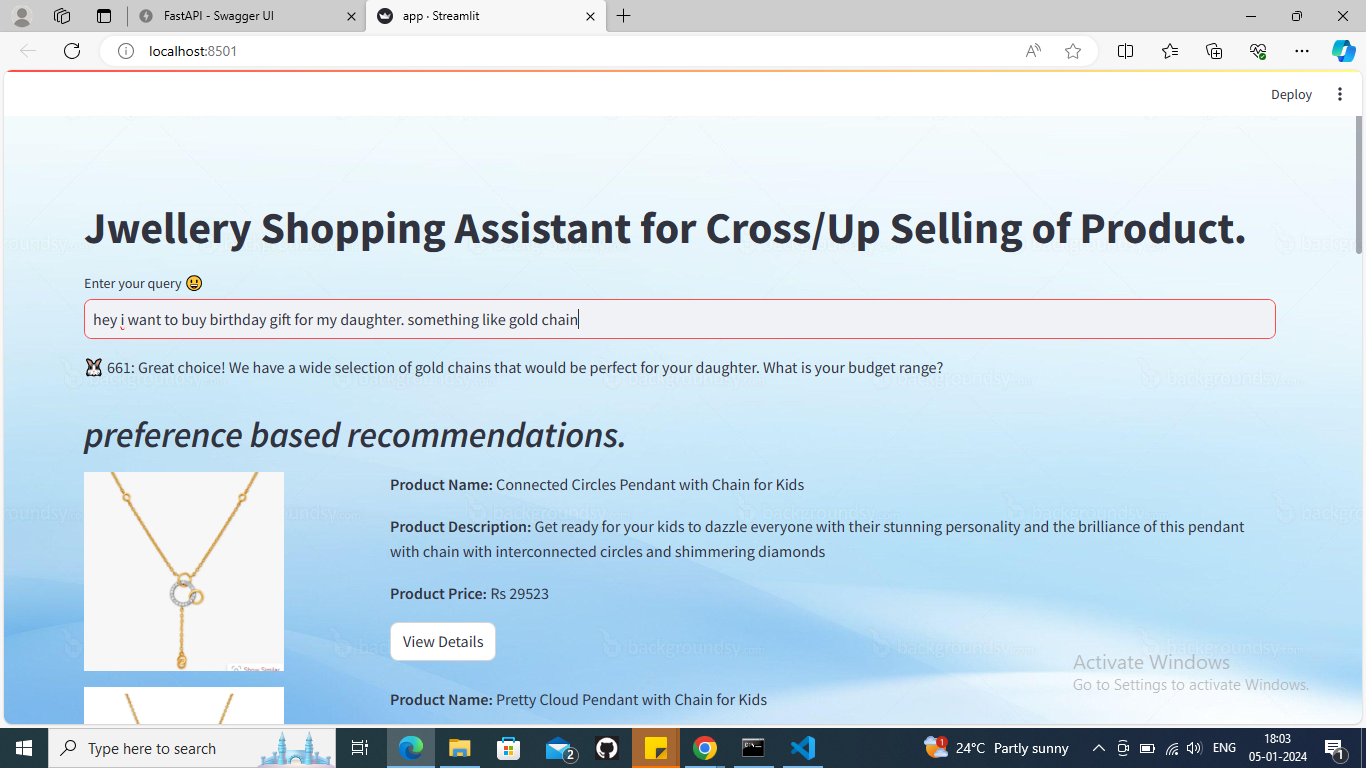 FastAPI - Swagger UI
app · Streamlit
localhost:8501
Deploy
Jwellery Shopping Assistant for Cross/Up Selling of Product.
Enter your query 😃
hey i want to buy birthday gift for my daughter. something like gold chain
661: Great choice! We have a wide selection of gold chains that would be perfect for your daughter. What is your budget range?
preference based recommendations.
Product Name: Connected Circles Pendant with Chain for Kids
Product Description: Get ready for your kids to dazzle everyone with their stunning personality and the brilliance of this pendant
with chain with interconnected circles and shimmering diamonds
Product Price: Rs 29523
View Details
Show Similar
Product Name: Pretty Cloud Pendant with Chain for Kids
Activate Windows
Go to Settings to activate Windows.
Type here to search
2
1
24°C Partly sunny
ENG
18:03
05-01-2024
1